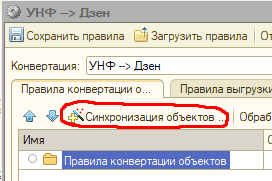 УНФ --> Дзен
Сохранить правила Загрузить правила
Конвертация: УНФ --> Дзен
Правила конвертации о... Правила выгрузки
Синхронизация объектов ...
Имя
Правила конвертации объектов